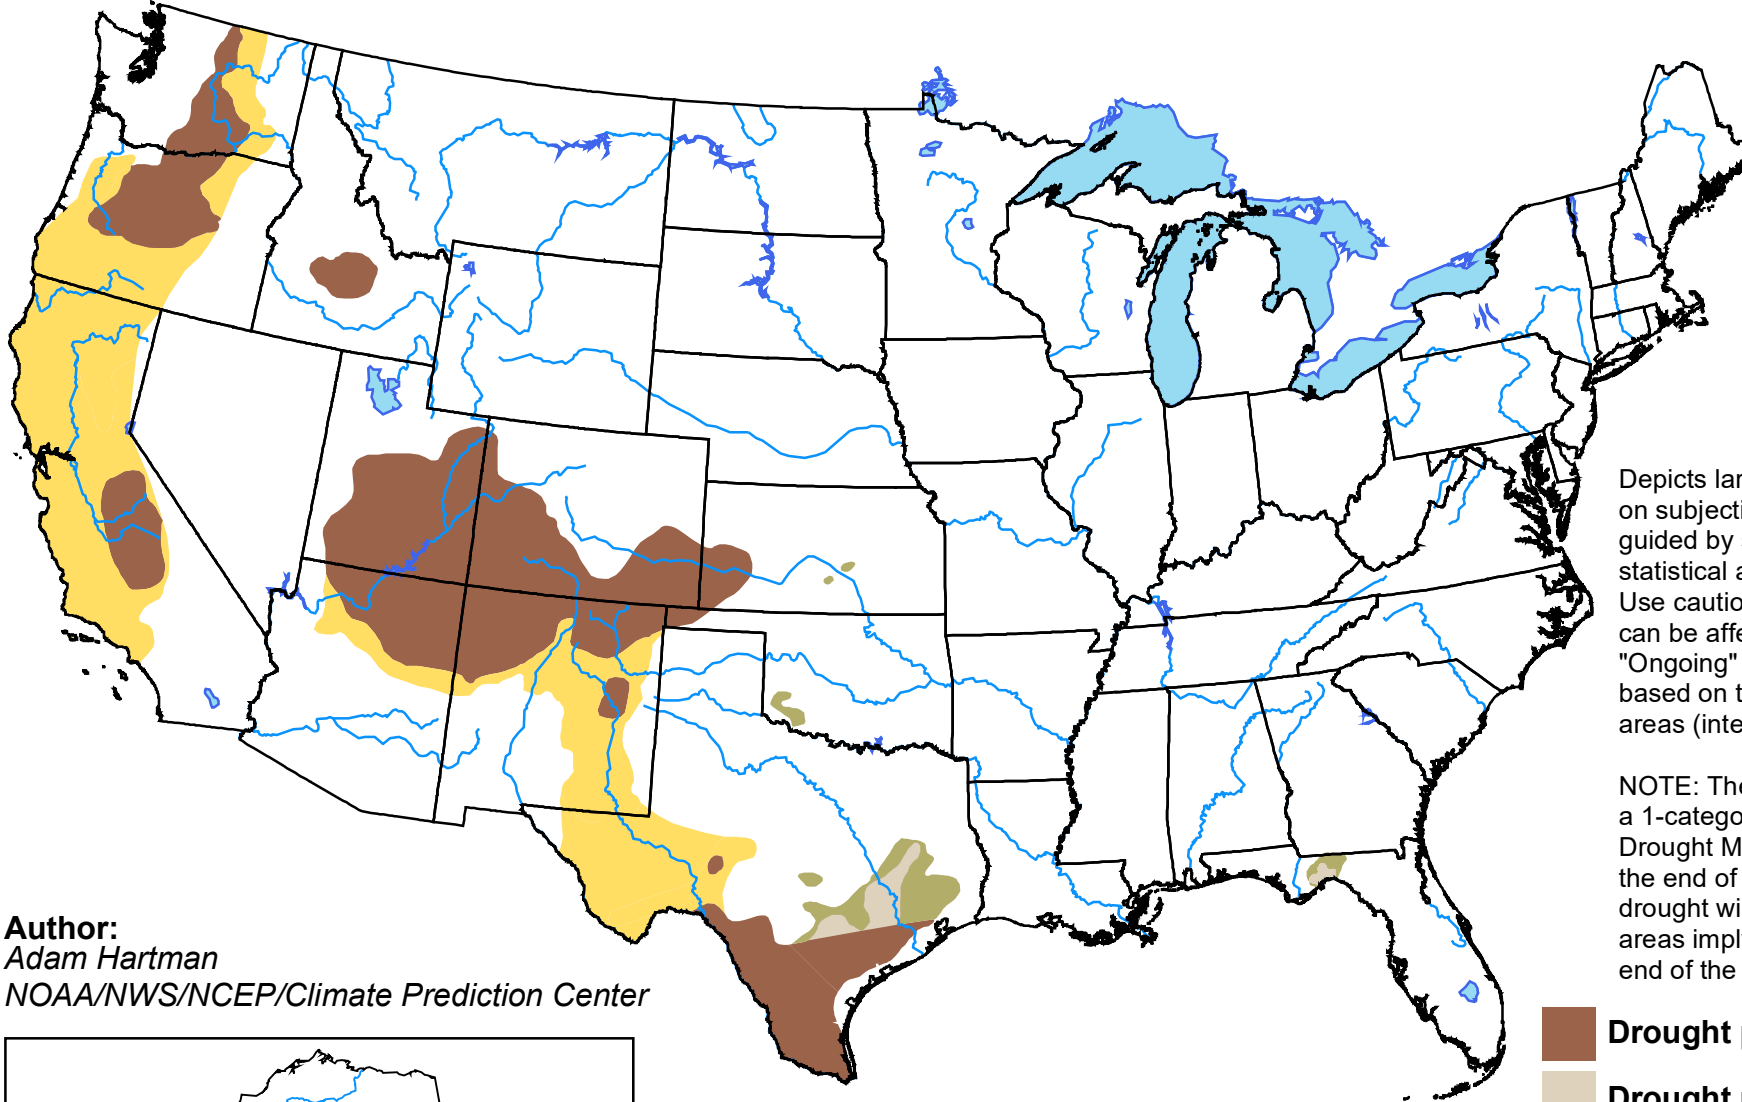 Depicts lar
on subjecti
guided by
statistical a
Use cautio
can be affe
"Ongoing"
based on t
areas (inte
NOTE: The
a 1-catego
Drought M
the end of
drought wi
areas impl
end of the
Author:
Adam Hartman
NOAA/NWS/NCEP/Climate Prediction Center
Drought
Drought